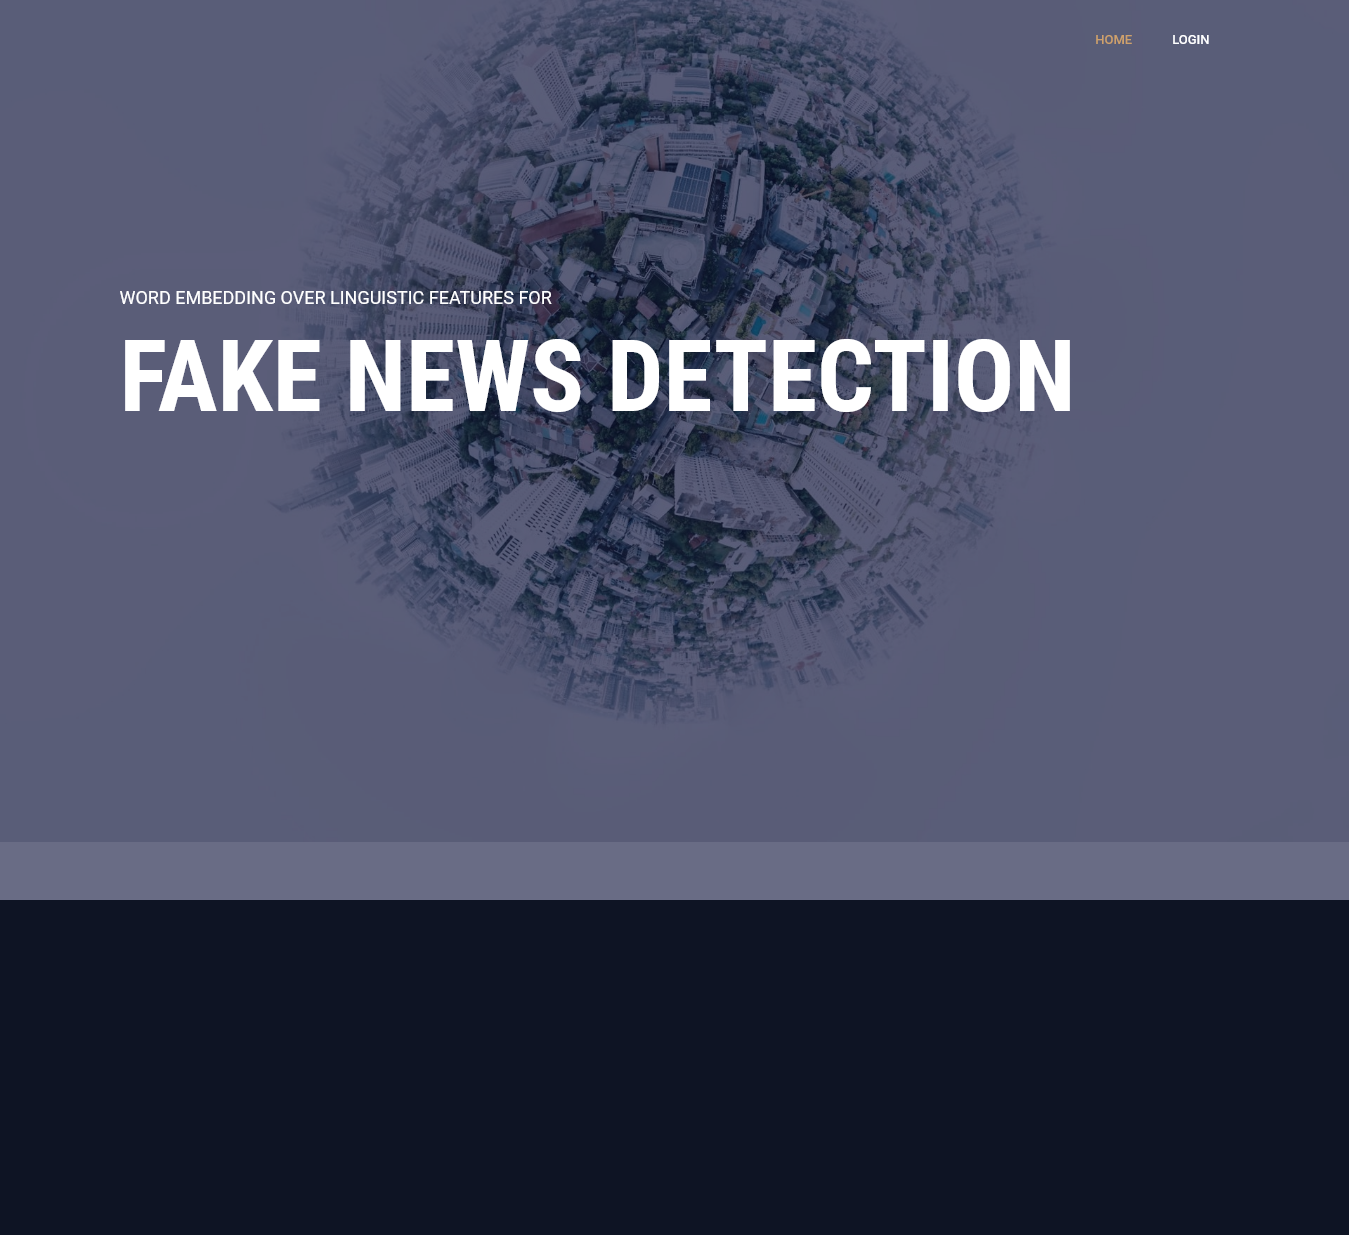 HOME LOGIN
WORD EMBEDDING OVER LINGUISTIC FEATURES FOR
FAKE NEWS DETECTION